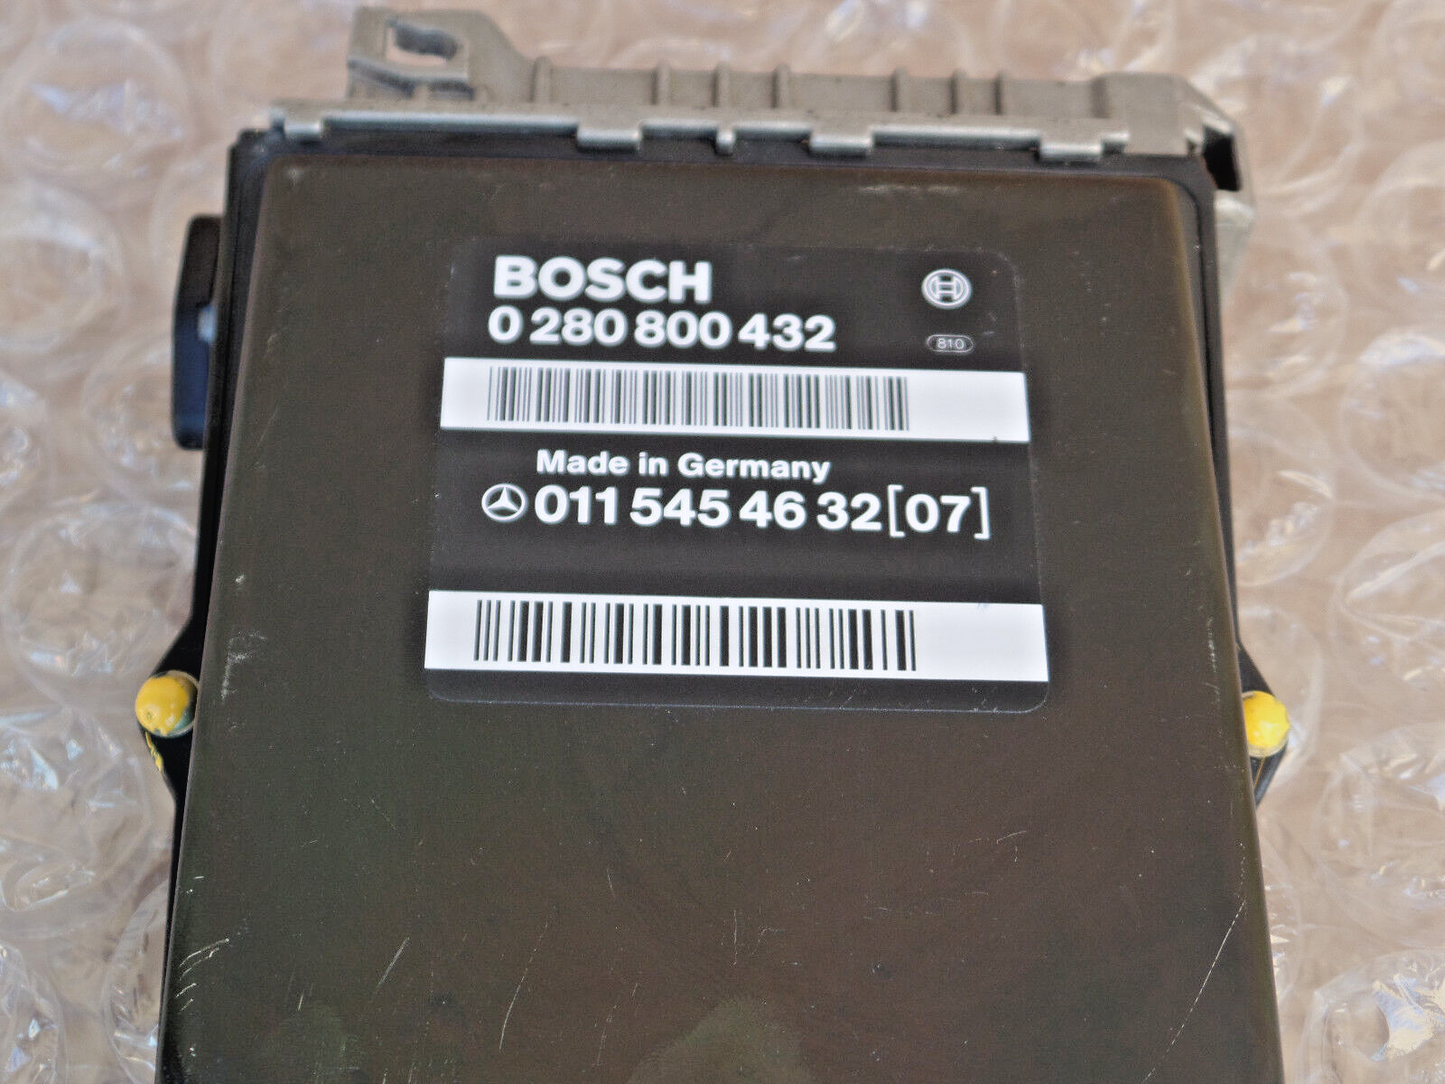 BOSCH
0 280 800 432
810
Made in Germany
011 545 46 32 [07]